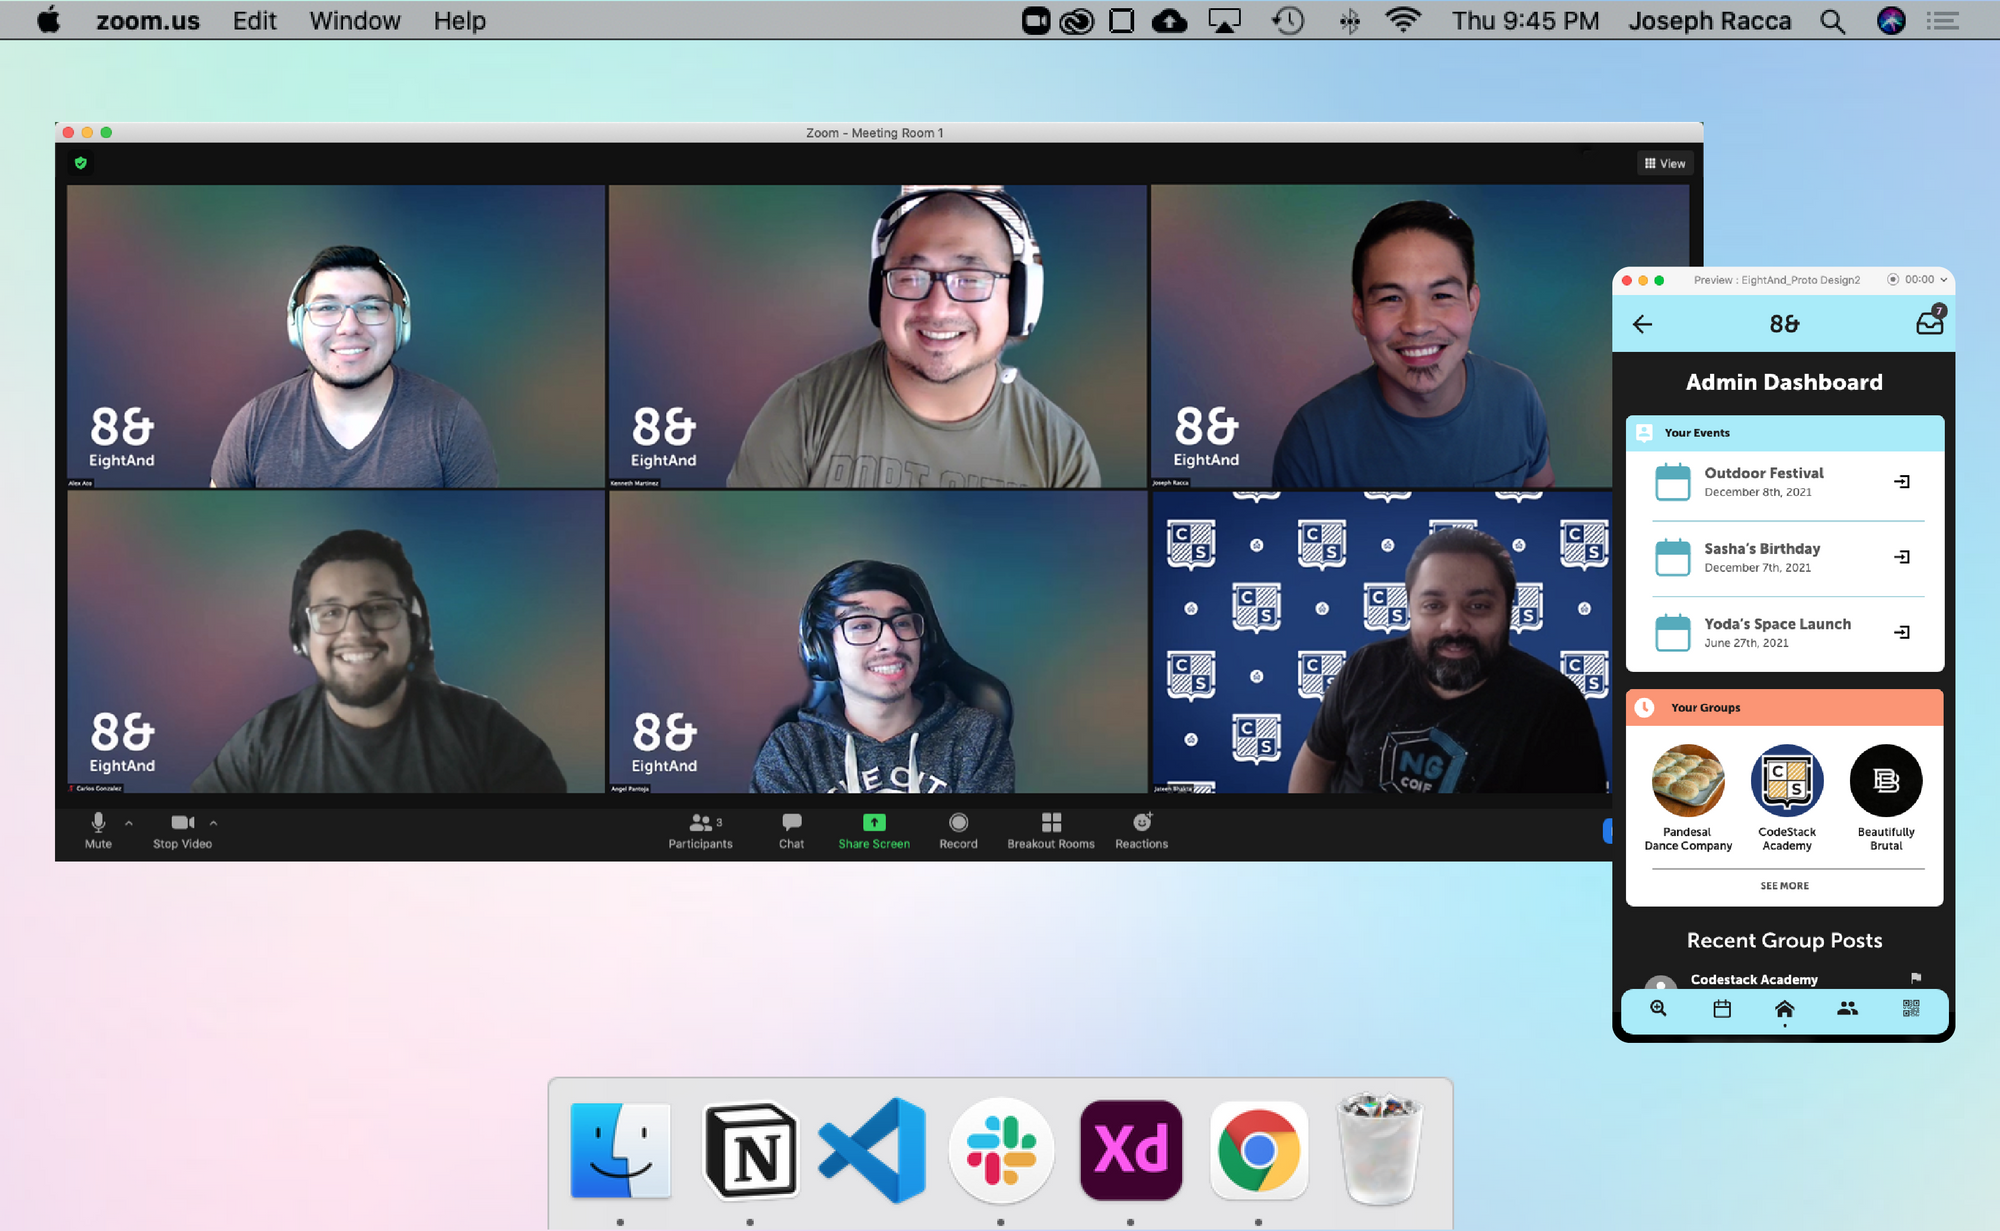 zoom.us Edit Window Help Thu 9:45 PM Joseph Racca
Zoom - Meeting Room 1
View
8&
EightAnd
Alex Aos
8&
EightAnd
Kenneth Martinez
8&
EightAnd
Joseph Racca
8&
EightAnd
Carlos Gonzalez
8&
EightAnd
Angel Pantoja
C S
NG
Jateen Bhakta
Mute
Stop Video
3
Participants
Chat
Share Screen
Record
Breakout Rooms
Reactions
Preview : EightAnd_Proto Design2 00:00
8&
7
Admin Dashboard
Your Events
Outdoor Festival
December 8th, 2021
Sasha's Birthday
December 7th, 2021
Yoda's Space Launch
June 27th, 2021
Your Groups
C S
B
Pandesal
Dance Company
CodeStack
Academy
Beautifully
Brutal
SEE MORE
Recent Group Posts
Codestack Academy
N
Xd